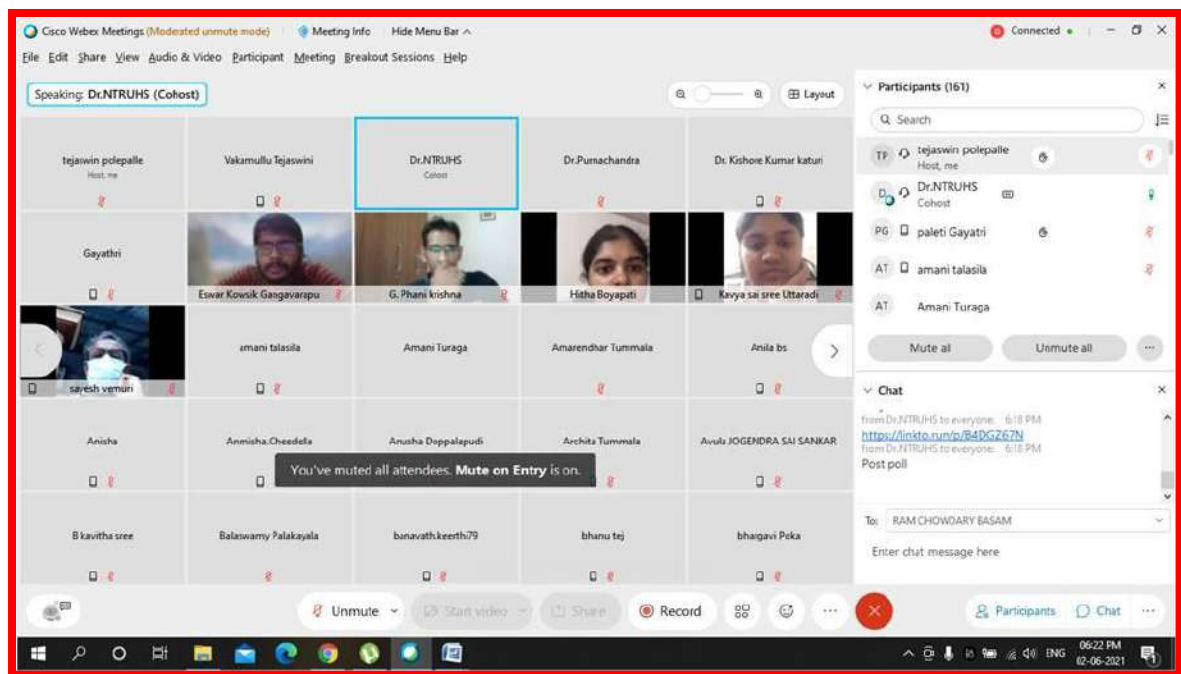 Cisco Webex Meetings (Moderated unmute mode) Meeting Info Hide Menu Bar Connected
File Edit Share View Audio & Video Participant Meeting Breakout Sessions Help
Speaking: Dr.NTRUHS (Cohost)
Layout
tejaswin polepalle
Host, me
Vakamullu Tejaswini
Dr.NTRUHS
Cohost
Dr.Purnachandra
Dr. Kishore Kumar katuri
Gayathri
Eswar Kowsik Gangavarapu
G. Phani krishna
Hitha Boyapati
Kavya sai sree Uttaradi
sayesh vemuri
amani talasila
Amani Turaga
Amarendhar Tummala
Anila bs
Anisha
Anmisha.Cheedella
Anusha Doppalapudi
Archita Tummala
Avula JOGENDRA SAI SANKAR
You've muted all attendees. Mute on Entry is on.
B kavitha sree
Balaswamy Palakayala
banavath.keerthi79
bhanu tej
bhargavi Peka
Participants (161)
Search
TP tejaswin polepalle
Host, me
Dr.NTRUHS
Cohost
PG paleti Gayatri
AT amani talasila
AT Amani Turaga
Mute all Unmute all
Chat
from Dr.NTRUHS to everyone: 6:18 PM
https://linkto.run/p/B4DGZ67N
from Dr.NTRUHS to everyone: 6:18 PM
Post poll
To: RAM CHOWDARY BASAM
Enter chat message here
Unmute Start video Share Record Participants Chat
ENG
06:22 PM
02-06-2021